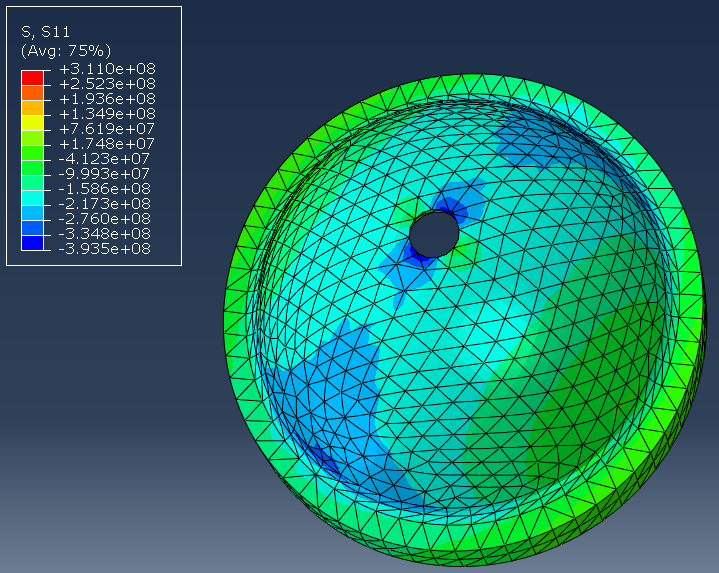 S, S11
(Avg: 75%)
+3.110e+08
+2.523e+08
+1.936e+08
+1.349e+08
+7.619e+07
+1.748e+07
-4.123e+07
-9.993e+07
-1.586e+08
-2.173e+08
-2.760e+08
-3.348e+08
-3.935e+08